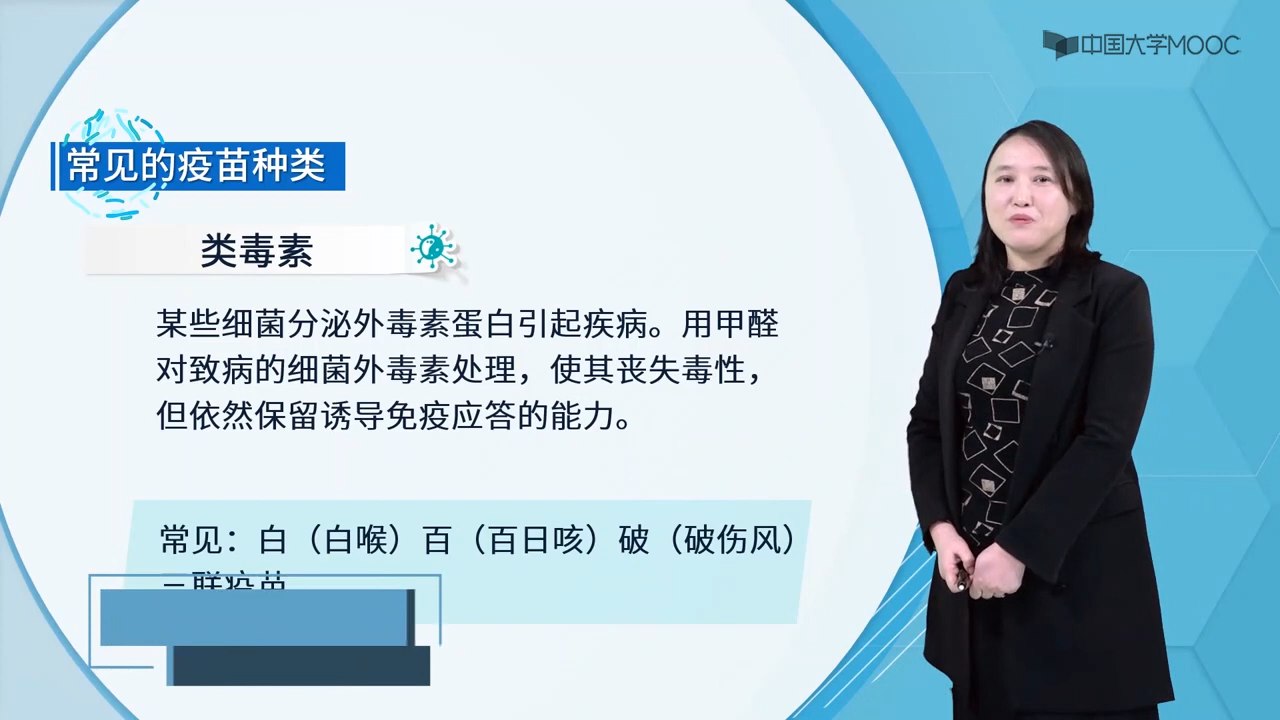 中国大学MOOC
常见的疫苗种类
类毒素
某些细菌分泌外毒素蛋白引起疾病。用甲醛
对致病的细菌外毒素处理，使其丧失毒性，
但依然保留诱导免疫应答的能力。
常见：白（白喉）百（百日咳）破（破伤风）